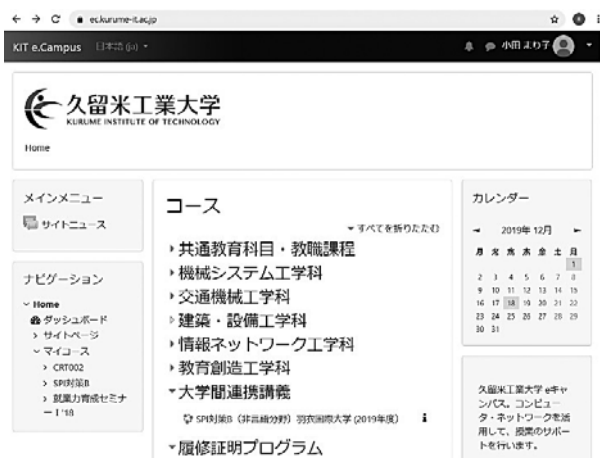 ec.kurume-it.ac.jp
KIT e.Campus 日本語 (ja)
小田 より子
久留米工業大学
KURUME INSTITUTE OF TECHNOLOGY
Home
メインメニュー
サイトニュース
ナビゲーション
Home
ダッシュボード
サイトページ
マイコース
CRT002
SPI対策B
就業力育成セミナ
ー I '18
コース
すべてを折りたたむ
共通教育科目・教職課程
機械システム工学科
交通機械工学科
建築・設備工学科
情報ネットワーク工学科
教育創造工学科
大学間連携講義
SPI対策B（非言語分野）羽衣国際大学 (2019年度)
履修証明プログラム
カレンダー
2019年 12月
月 火 水 木 金 土 日
1
2 3 4 5 6 7 8
9 10 11 12 13 14 15
16 17 18 19 20 21 22
23 24 25 26 27 28 29
30 31
久留米工業大学 eキャ
ンパス。コンピュー
タ・ネットワークを活
用して、授業のサポー
トを行います。